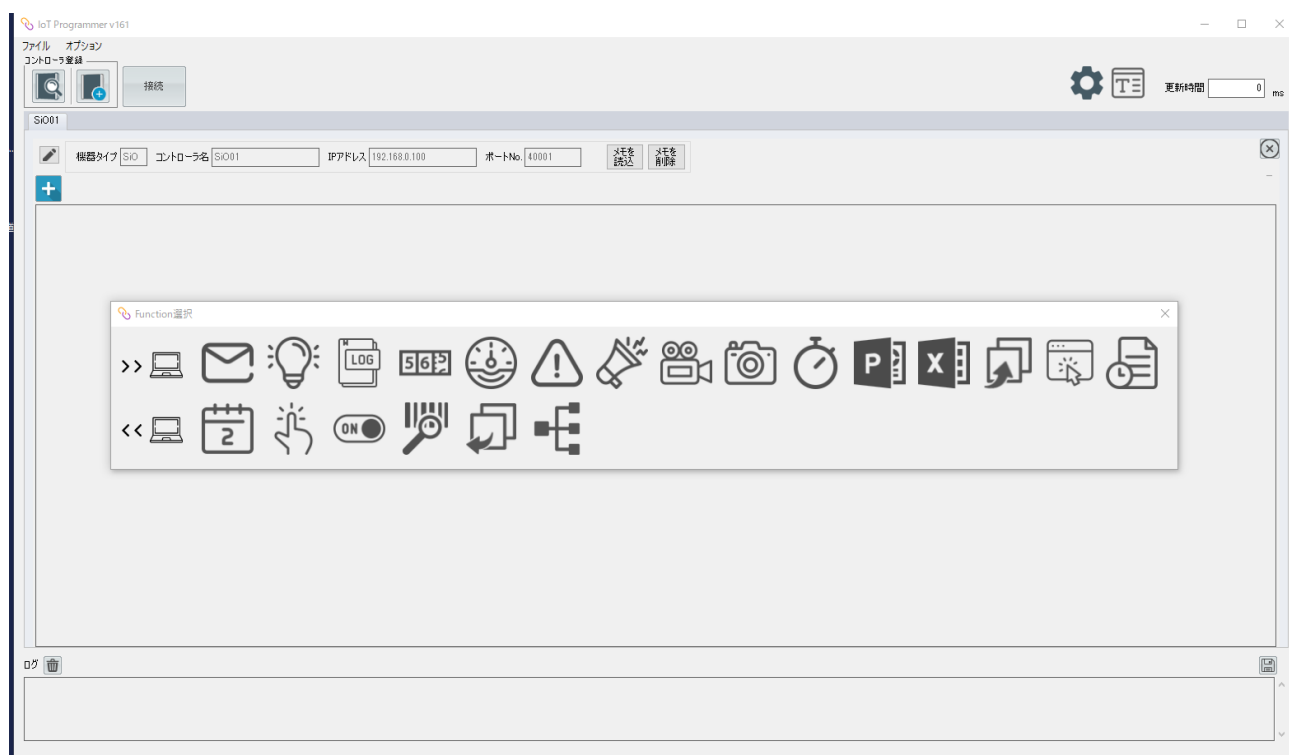 IoT Programmer v161
ファイル オプション
コントローラ登録
接続
T
更新時間 0 ms
SiO01
機器タイプ SiO コントローラ名 SiO01 IPアドレス 192.168.0.100 ポートNo. 40001 メモを読込 メモを削除
Function選択
>> LOG 565 P X
<< 2 ON
ログ